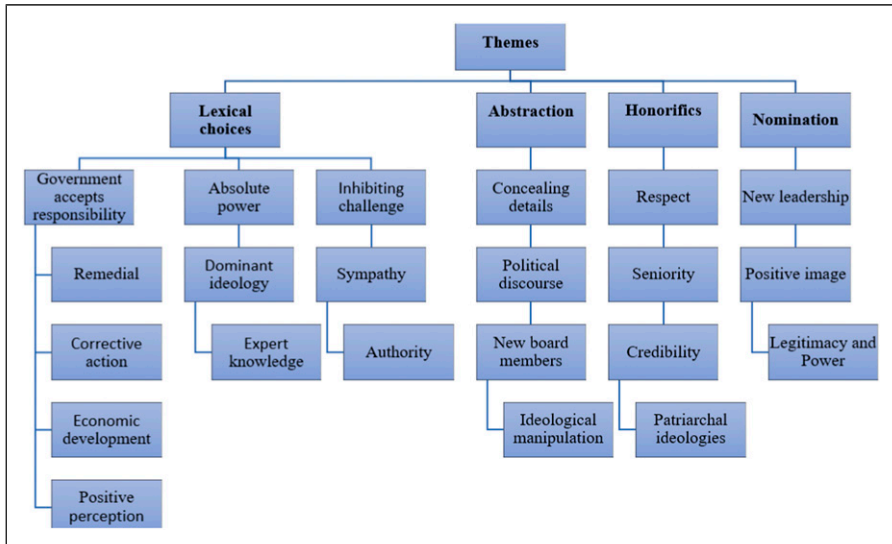 Themes
Lexical
choices
Abstraction
Honorifics
Nomination
Government
accepts
responsibility
Absolute
power
Inhibiting
challenge
Concealing
details
Respect
New leadership
Remedial
Dominant
ideology
Sympathy
Political
discourse
Seniority
Positive image
Corrective
action
Expert
knowledge
Authority
New board
members
Credibility
Legitimacy and
Power
Economic
development
Ideological
manipulation
Patriarchal
ideologies
Positive
perception